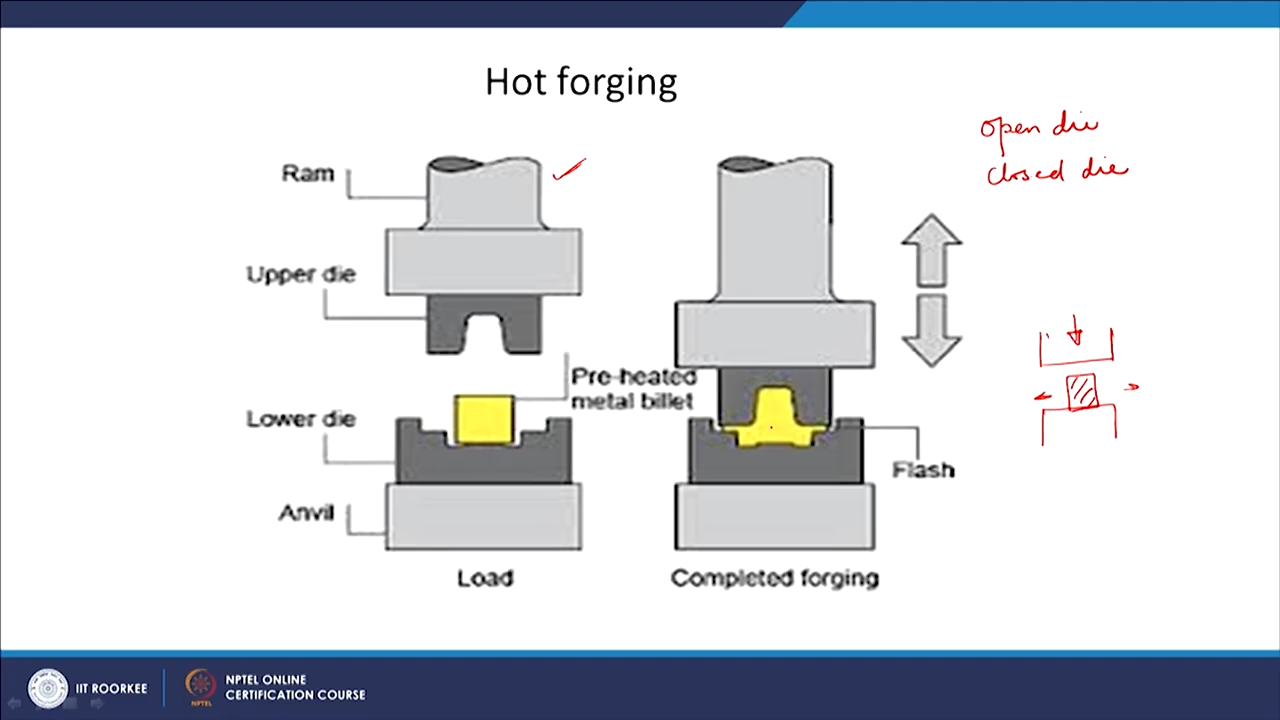 Hot forging
open die
closed die
Ram
Upper die
Pre-heated
metal billet
Lower die
Flash
Anvil
Load
Completed forging
IIT ROORKEE
NPTEL
NPTEL ONLINE
CERTIFICATION COURSE